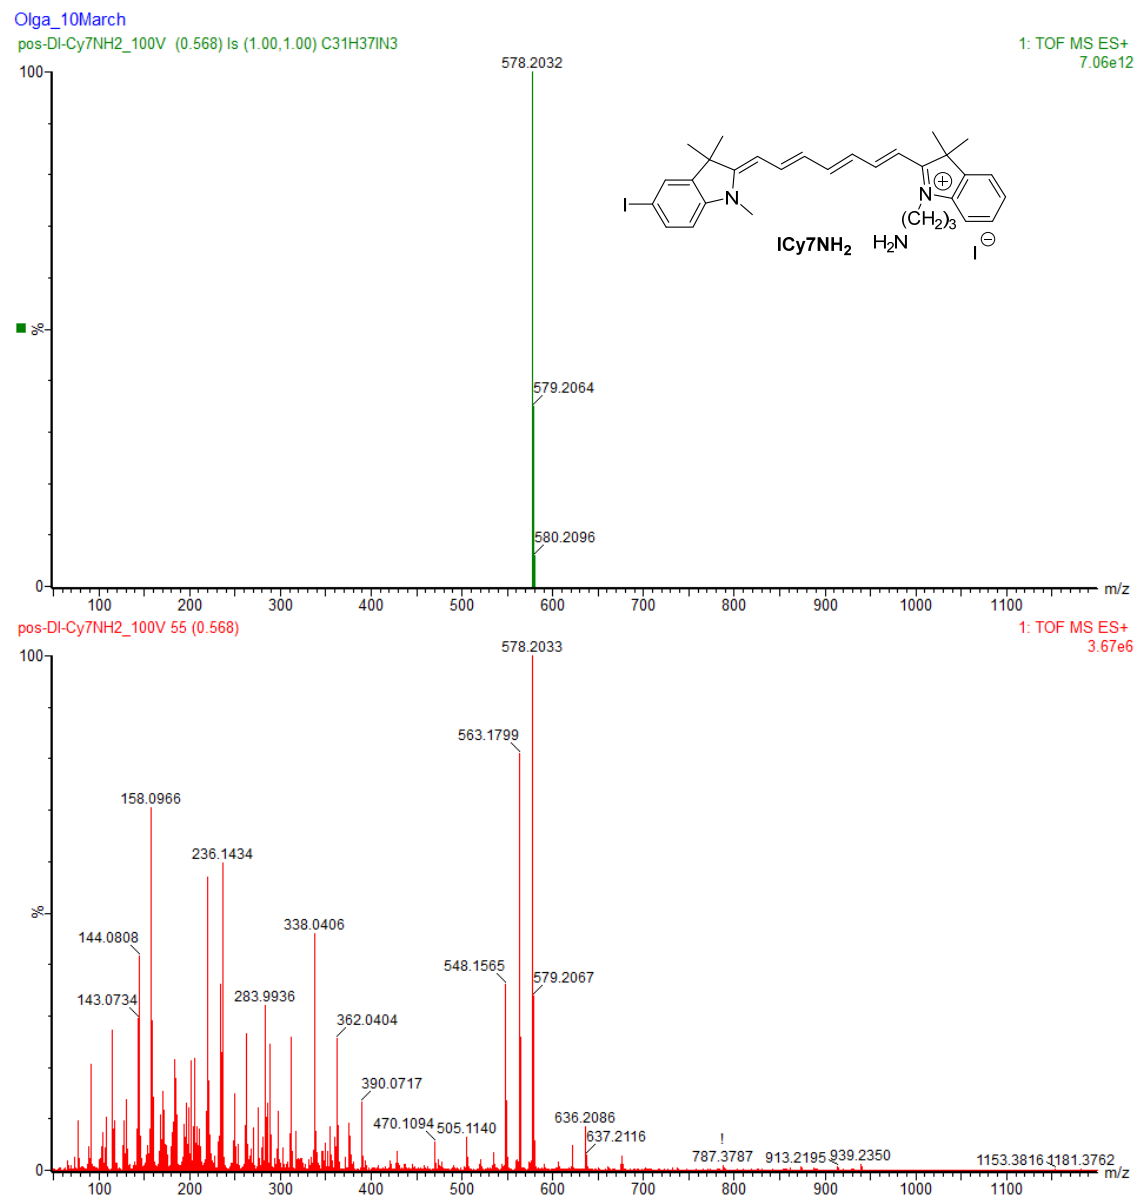 Olga_10March
pos-DI-Cy7NH2_100V (0.568) Is (1.00,1.00) C31H37IN3
1: TOF MS ES+
7.06e12
100
578.2032
I
N
N
+
(CH2)3
H2N
I⊖
ICy7NH2
%
579.2064
580.2096
0
100 200 300 400 500 600 700 800 900 1000 1100
m/z
pos-DI-Cy7NH2_100V 55 (0.568)
1: TOF MS ES+
3.67e6
100
578.2033
563.1799
158.0966
236.1434
%
338.0406
144.0808
548.1565
579.2067
143.0734
283.9936
362.0404
390.0717
470.1094
505.1140
636.2086
637.2116
!
787.3787
913.2195
939.2350
1153.3816
1181.3762
0
100 200 300 400 500 600 700 800 900 1000 1100
m/z